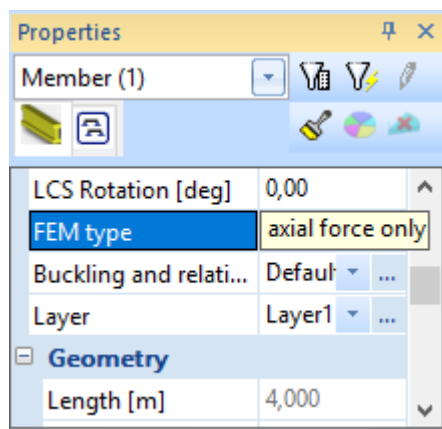 Properties
Member (1)
LCS Rotation [deg] 0,00
FEM type axial force only
Buckling and relati... Defaul ...
Layer Layer1 ...
Geometry
Length [m] 4,000